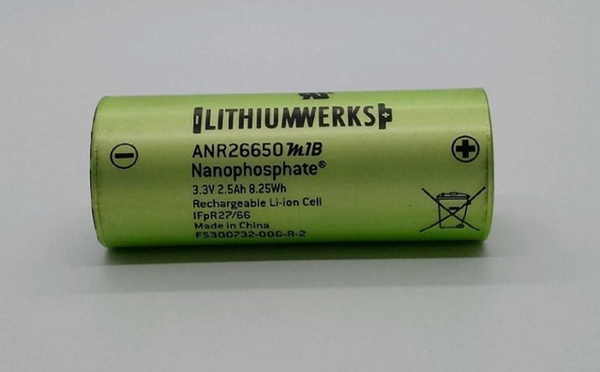 LITHIUMWERKS
ANR26650 M1B
Nanophosphate®
3.3V 2.5Ah 8.25Wh
Rechargeable Li-ion Cell
IFpR27/66
Made in China
FS300732-006-R-2